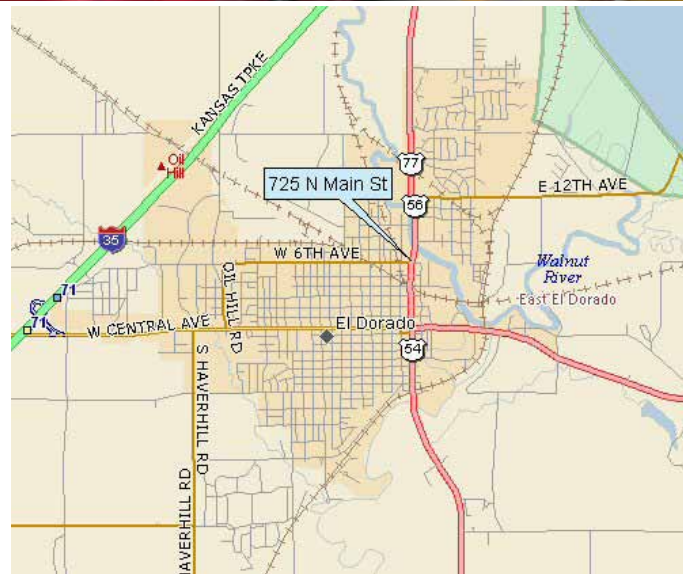 KANSAS TPKE
Oil
Hill
77
725 N Main St
56
E 12TH AVE
35
W 6TH AVE
Walnut
River
OIL HILL RD
71
East El Dorado
71
W CENTRAL AVE
El Dorado
54
S HAVERHILL RD
HAVERHILL RD